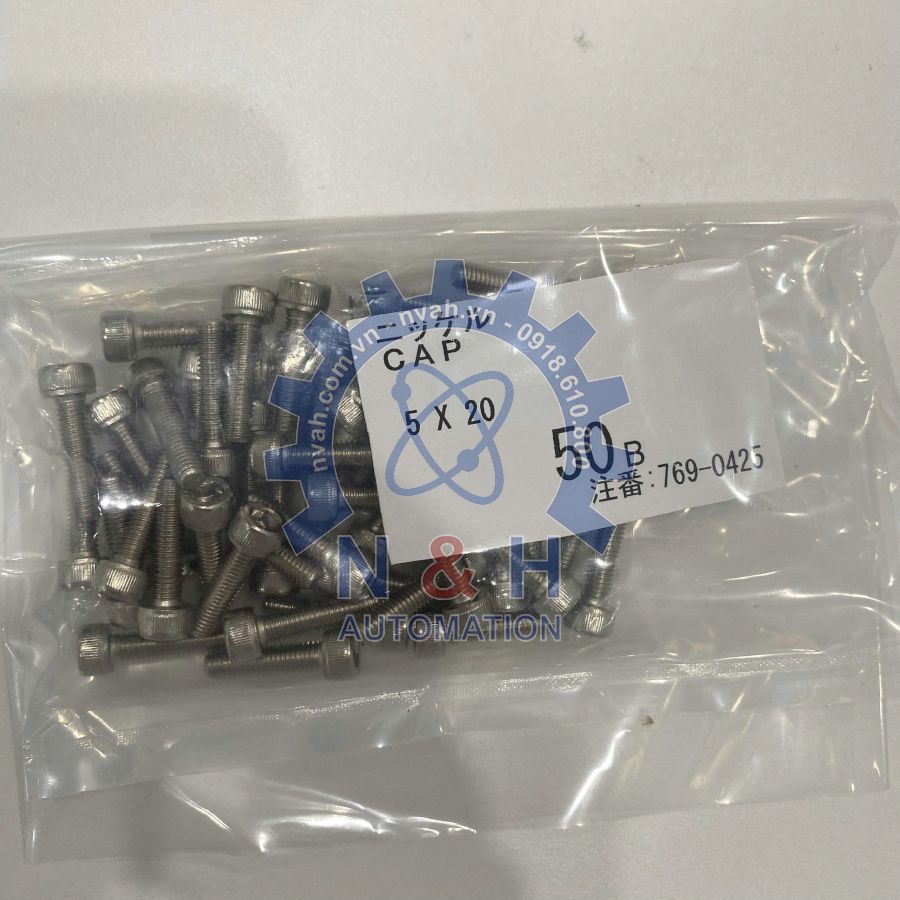 ニッケル
CAP
5 X 20
50 B
注番:769-0425
nyah.com.vn - nyah.vn - 0918.610.800
N & H
AUTOMATION